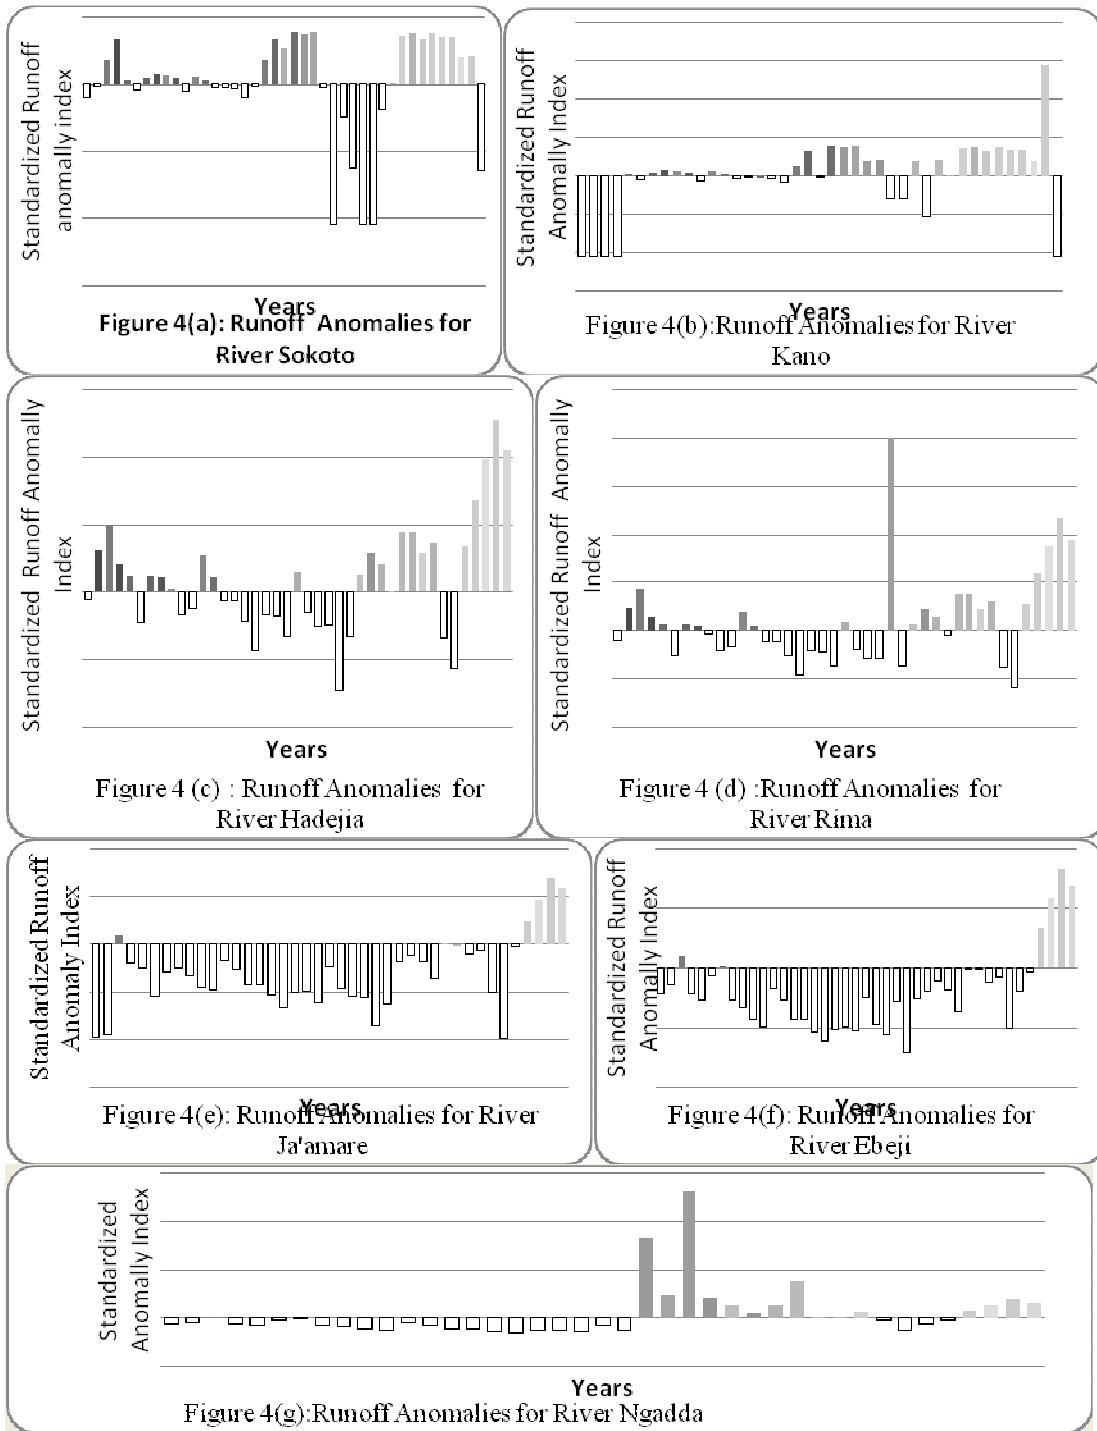 Standardized Runoff
anomally index
Years
Figure 4(a): Runoff Anomalies for
River Sokoto
Standardized Runoff
Anomally Index
Years
Figure 4(b):Runoff Anomalies for River
Kano
Standardized Runoff Anomally
Index
Years
Figure 4 (c) : Runoff Anomalies for
River Hadejia
Standardized Runoff Anomally
Index
Years
Figure 4 (d) :Runoff Anomalies for
River Rima
Standardized Runoff
Anomaly Index
Years
Figure 4(e): Runoff Anomalies for River
Ja'amare
Standardized Runoff
Anomally Index
Years
Figure 4(f): Runoff Anomalies for
River Ebeji
Standardized
Anomally Index
Years
Figure 4(g):Runoff Anomalies for River Ngadda